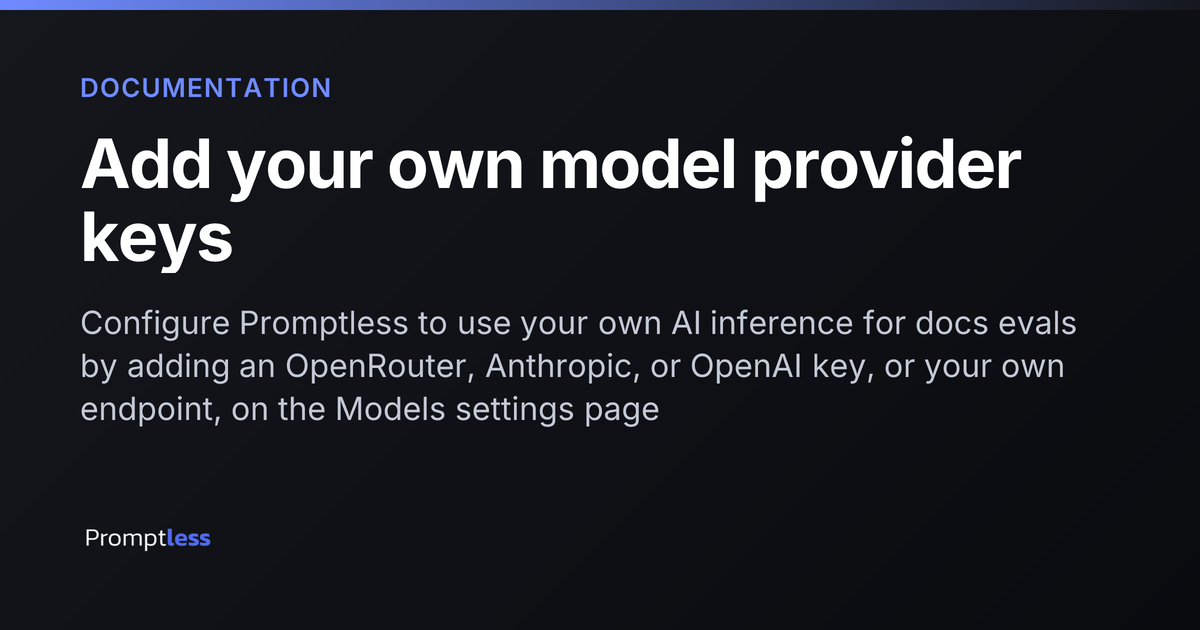 DOCUMENTATION
Add your own model provider
keys
Configure Promptless to use your own AI inference for docs evals
by adding an OpenRouter, Anthropic, or OpenAI key, or your own
endpoint, on the Models settings page
Promptless